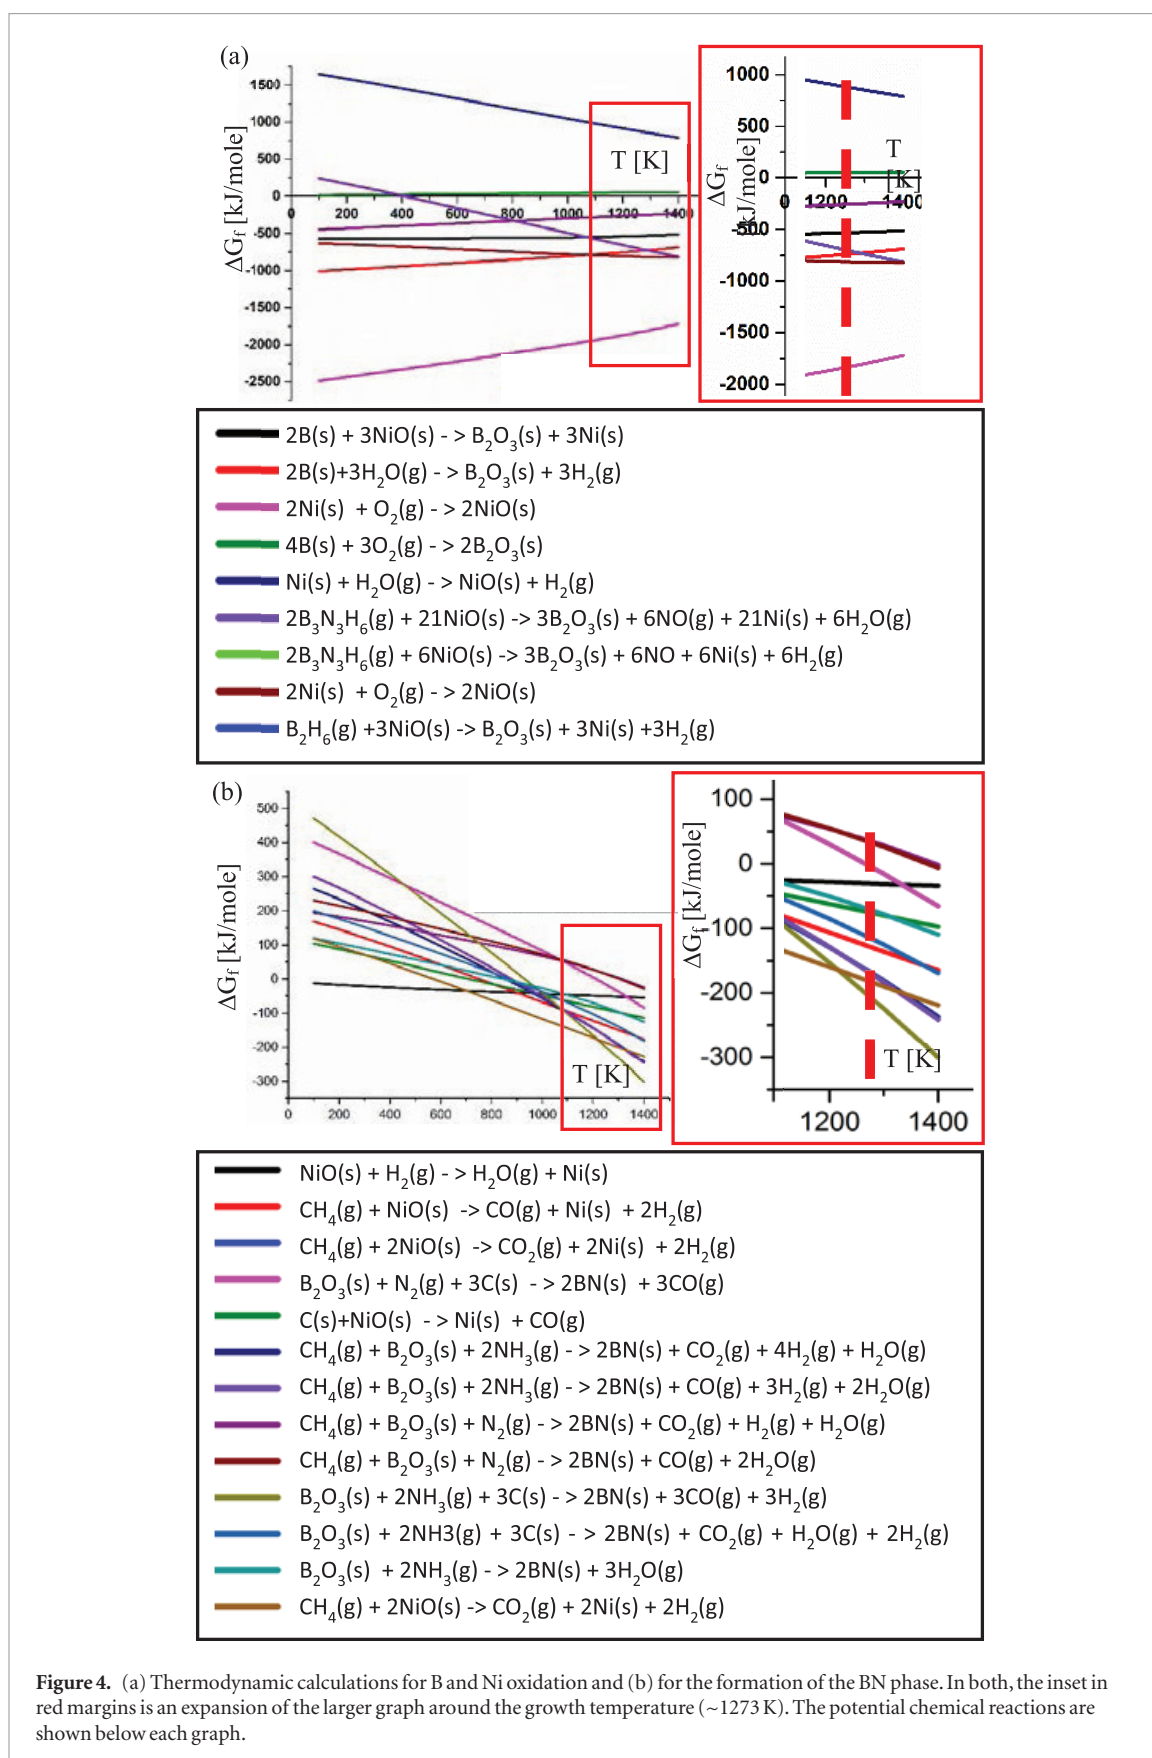 (a)
1500
1000
500
0
-500
-1000
-1500
-2000
-2500
0 200 400 600 800 1000 1200 1400
ΔG_f [kJ/mole]
T [K]
1000
500
0
-500
-1000
-1500
-2000
0 1200 1400
ΔG_f
[kJ/mole]
T
[K]
2B(s) + 3NiO(s) - > B₂O₃(s) + 3Ni(s)
2B(s)+3H₂O(g) - > B₂O₃(s) + 3H₂(g)
2Ni(s) + O₂(g) - > 2NiO(s)
4B(s) + 3O₂(g) -> 2B₂O₃(s)
Ni(s) + H₂O(g) -> NiO(s) + H₂(g)
2B₃N₃H₆(g) + 21NiO(s) -> 3B₂O₃(s) + 6NO(g) + 21Ni(s) + 6H₂O(g)
2B₃N₃H₆(g) + 6NiO(s) -> 3B₂O₃(s) + 6NO + 6Ni(s) + 6H₂(g)
2Ni(s) + O₂(g) - > 2NiO(s)
B₂H₆(g) +3NiO(s) -> B₂O₃(s) + 3Ni(s) +3H₂(g)
(b)
500
400
300
200
100
0
-100
-200
-300
0 200 400 600 800 1000 1200 1400
ΔG_f [kJ/mole]
T [K]
100
0
-100
-200
-300
1200 1400
ΔG_f [kJ/mole]
T [K]
NiO(s) + H₂(g) -> H₂O(g) + Ni(s)
CH₄(g) + NiO(s) -> CO(g) + Ni(s) + 2H₂(g)
CH₄(g) + 2NiO(s) -> CO₂(g) + 2Ni(s) + 2H₂(g)
B₂O₃(s) + N₂(g) + 3C(s) - > 2BN(s) + 3CO(g)
C(s)+NiO(s) - > Ni(s) + CO(g)
CH₄(g) + B₂O₃(s) + 2NH₃(g) - > 2BN(s) + CO₂(g) + 4H₂(g) + H₂O(g)
CH₄(g) + B₂O₃(s) + 2NH₃(g) - > 2BN(s) + CO(g) + 3H₂(g) + 2H₂O(g)
CH₄(g) + B₂O₃(s) + N₂(g) - > 2BN(s) + CO₂(g) + H₂(g) + H₂O(g)
CH₄(g) + B₂O₃(s) + N₂(g) - > 2BN(s) + CO(g) + 2H₂O(g)
B₂O₃(s) + 2NH₃(g) + 3C(s) - > 2BN(s) + 3CO(g) + 3H₂(g)
B₂O₃(s) + 2NH3(g) + 3C(s) - > 2BN(s) + CO₂(g) + H₂O(g) + 2H₂(g)
B₂O₃(s) + 2NH₃(g) - > 2BN(s) + 3H₂O(g)
CH₄(g) + 2NiO(s) -> CO₂(g) + 2Ni(s) + 2H₂(g)
Figure 4. (a) Thermodynamic calculations for B and Ni oxidation and (b) for the formation of the BN phase. In both, the inset in
red margins is an expansion of the larger graph around the growth temperature (~1273 K). The potential chemical reactions are
shown below each graph.